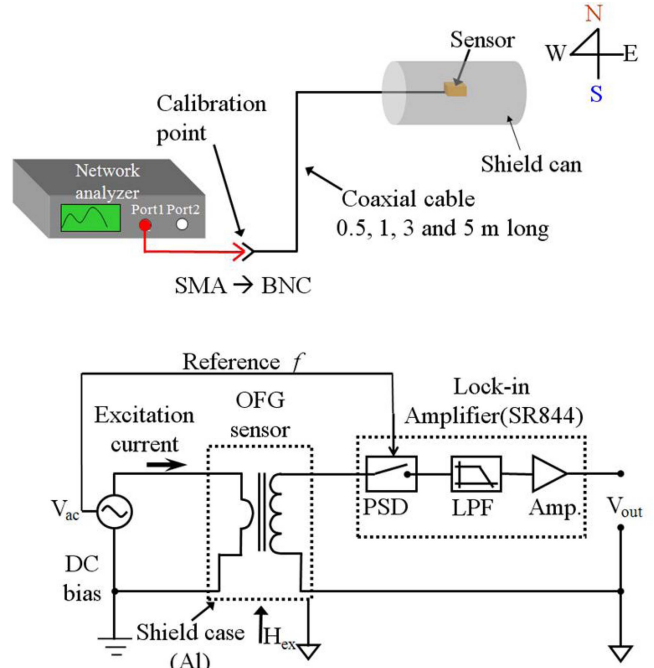 N
W E
S
Sensor
Calibration
point
Shield can
Network
analyzer
Port1 Port2
Coaxial cable
0.5, 1, 3 and 5 m long
SMA → BNC
Reference f
Lock-in
Amplifier(SR844)
OFG
sensor
Excitation
current
Vac
PSD
LPF
Amp.
Vout
DC
bias
Shield case
(Al)
Hex